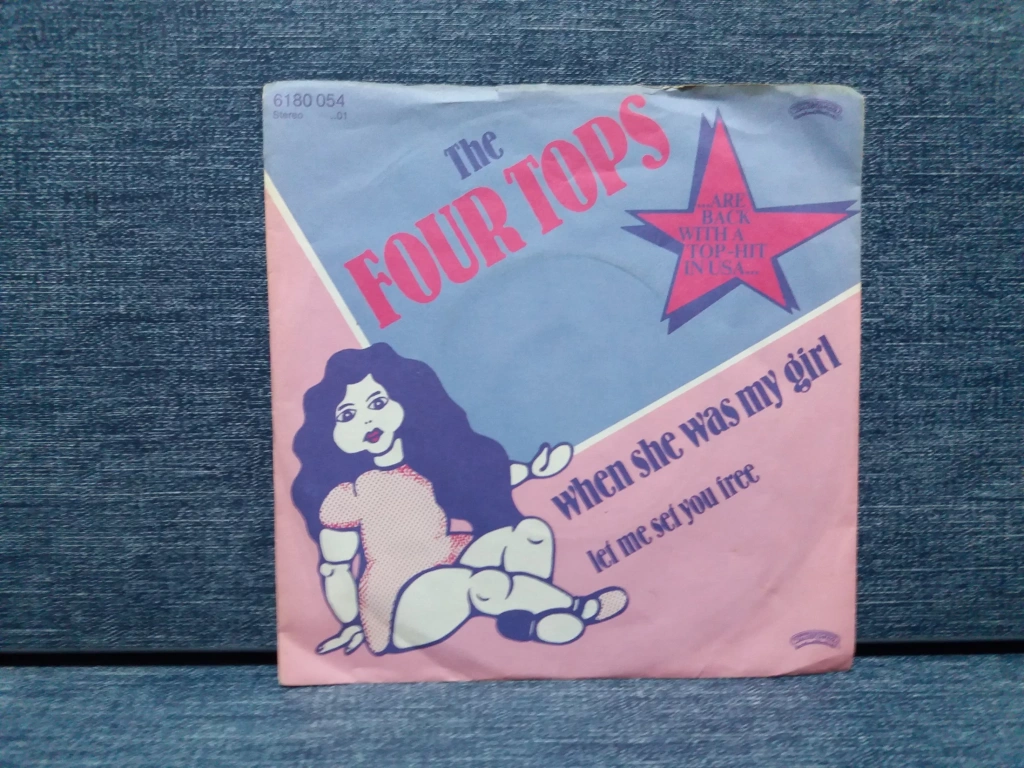 6180 054
Stereo ..01
The
FOUR TOPS
...ARE
BACK
WITH A
TOP-HIT
IN USA...
when she was my girl
let me set you free